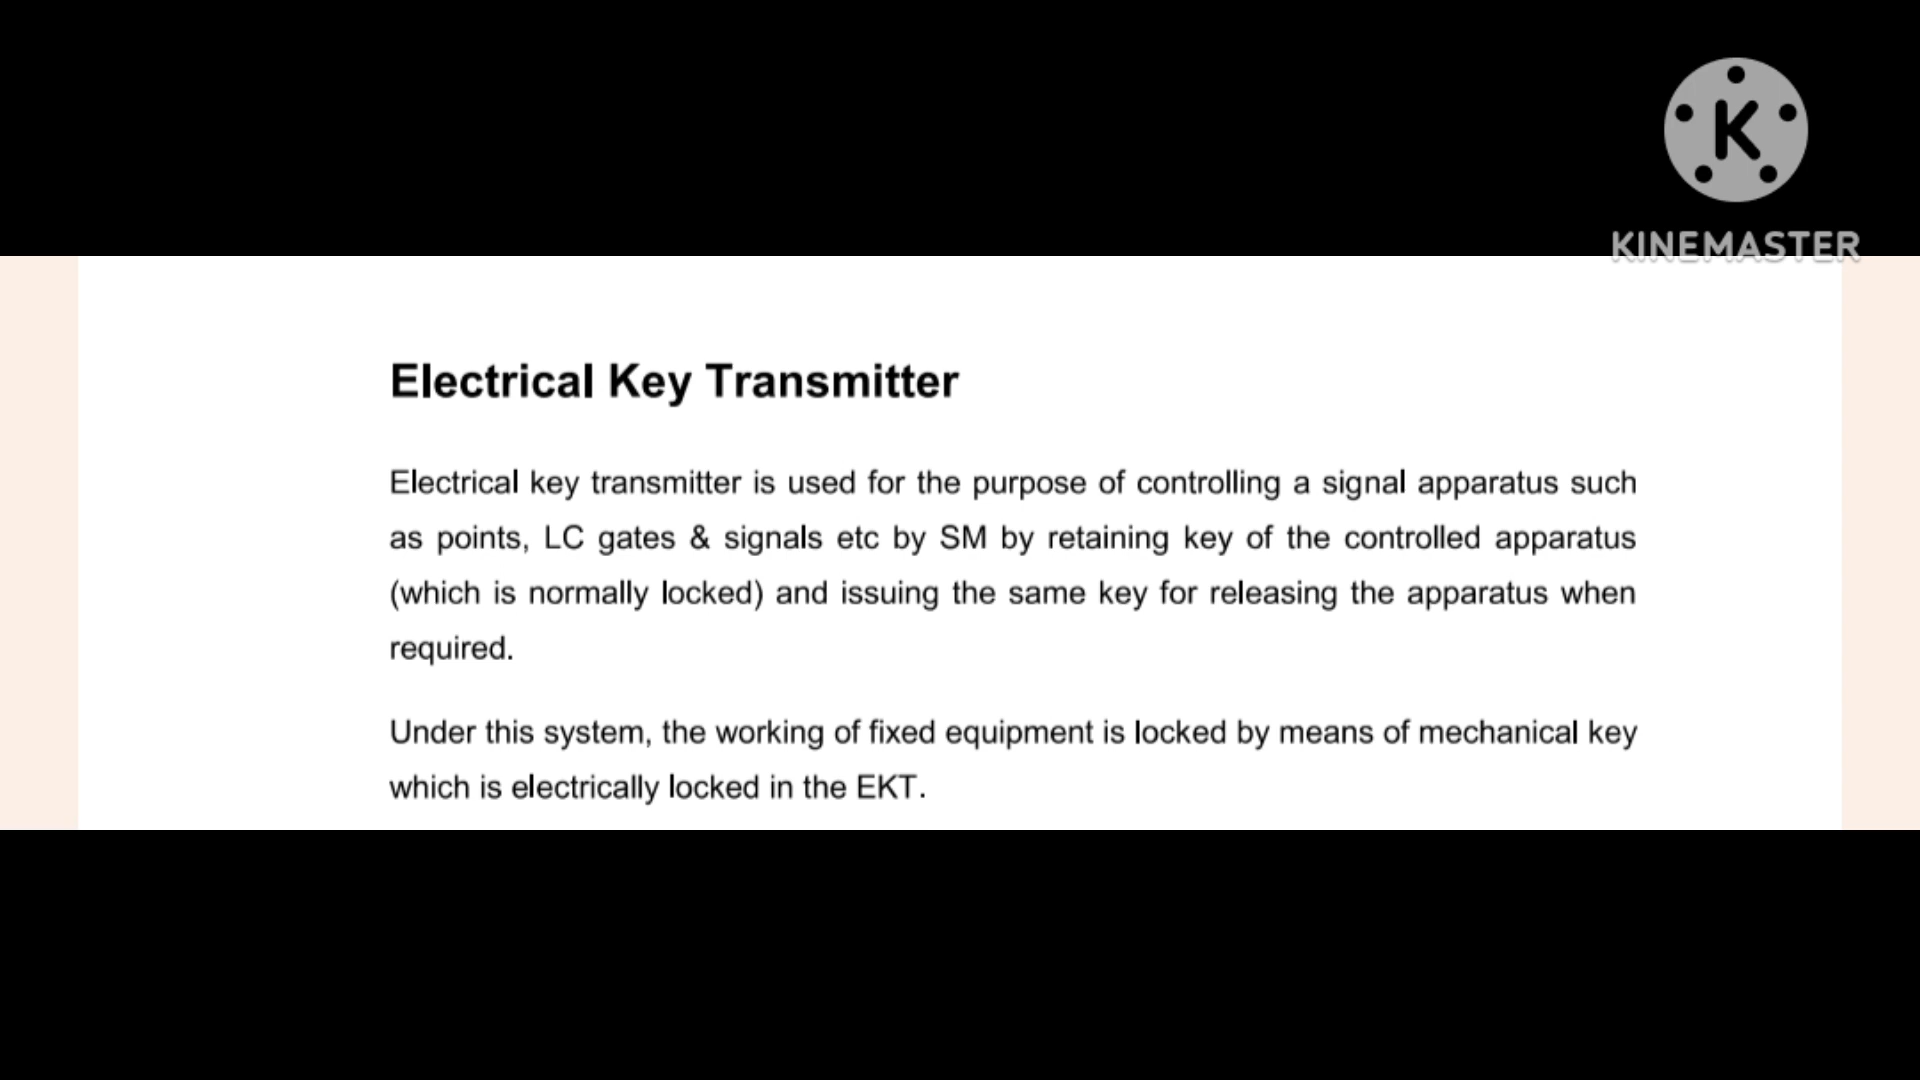 K
KINEMASTER
Electrical Key Transmitter
Electrical key transmitter is used for the purpose of controlling a signal apparatus such
as points, LC gates & signals etc by SM by retaining key of the controlled apparatus
(which is normally locked) and issuing the same key for releasing the apparatus when
required.
Under this system, the working of fixed equipment is locked by means of mechanical key
which is electrically locked in the EKT.